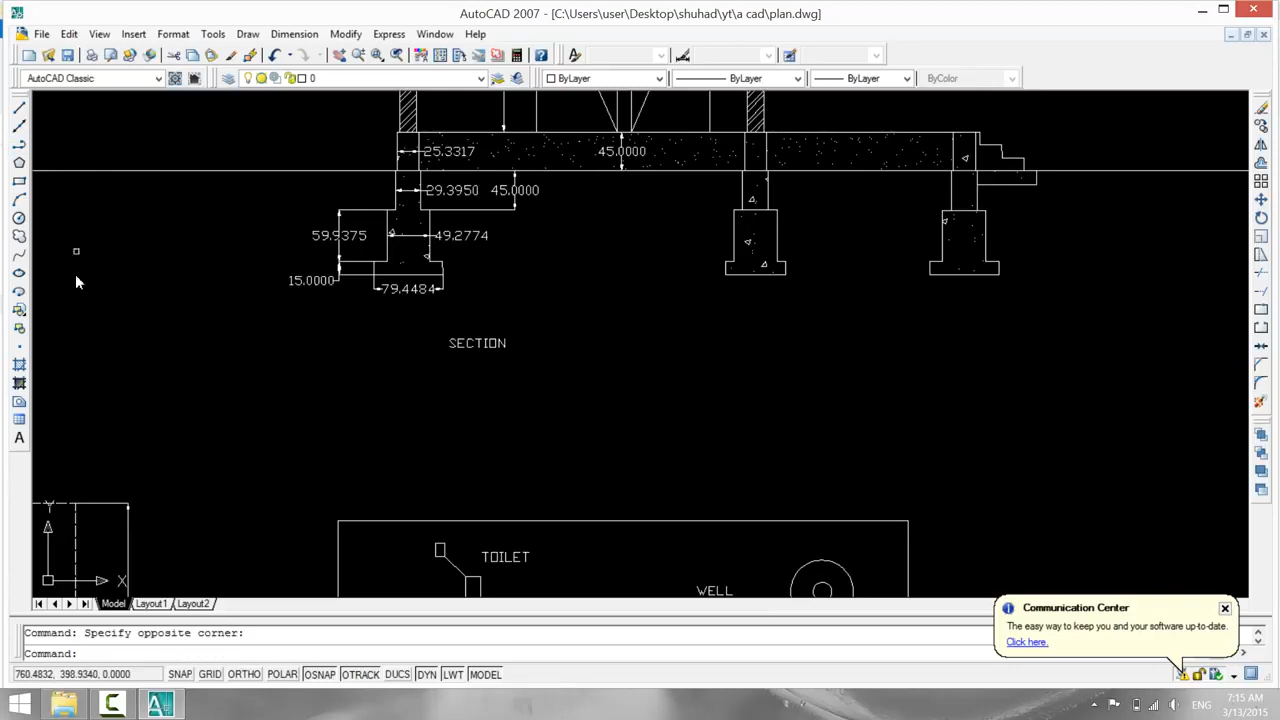 AutoCAD 2007 - [C:\Users\user\Desktop\shuhad\yt\a cad\plan.dwg]
File Edit View Insert Format Tools Draw Dimension Modify Express Window Help
AutoCAD Classic
0
ByLayer
ByLayer
ByLayer
ByColor
25.3317
45.0000
29.3950
45.0000
59.9375
49.2774
15.0000
79.4484
SECTION
TOILET
WELL
Y
X
A
Model Layout1 Layout2
Communication Center
The easy way to keep you and your software up-to-date.
Click here.
Command: Specify opposite corner:
Command:
760.4832, 398.9340, 0.0000
SNAP GRID ORTHO POLAR OSNAP OTRACK DUCS DYN LWT MODEL
ENG
7:15 AM
3/13/2015